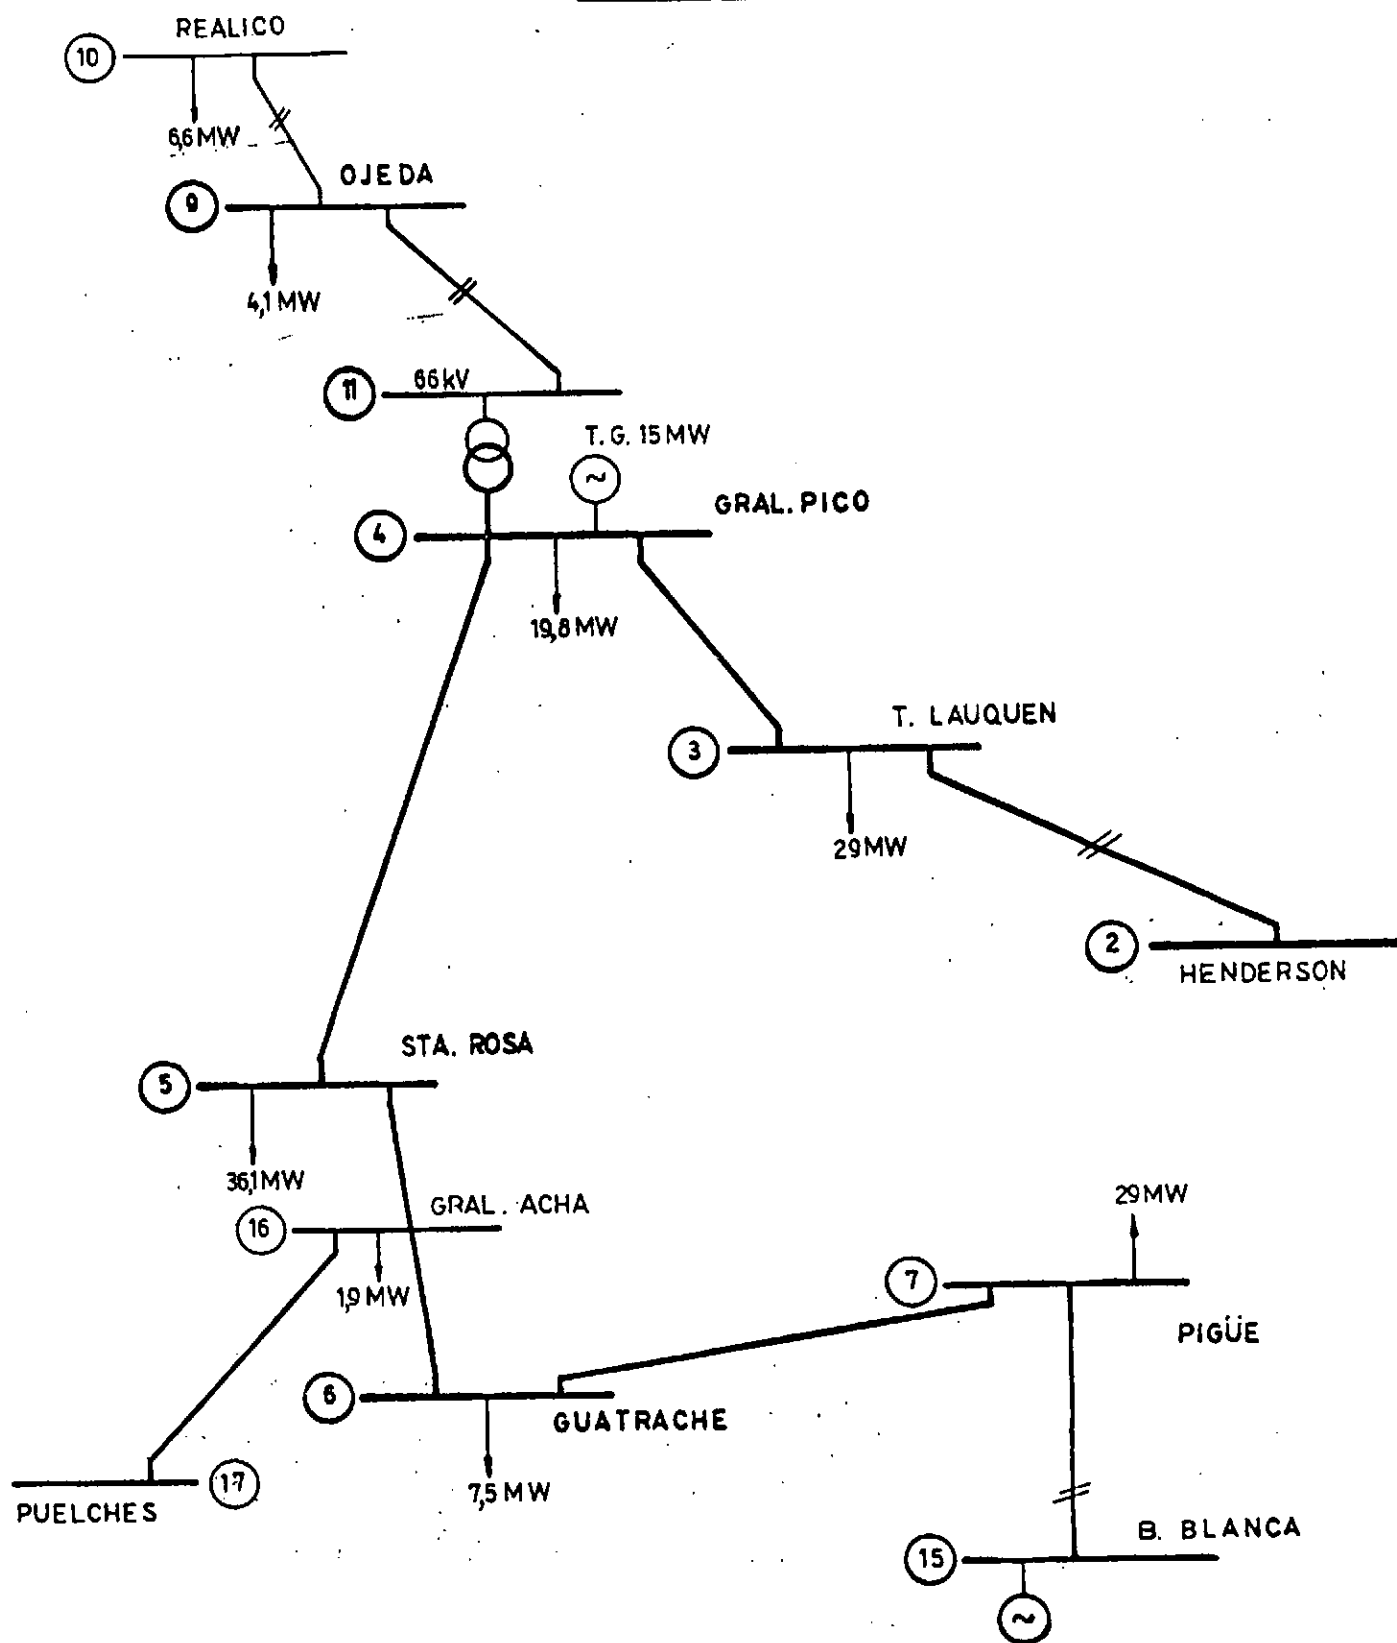 REALICO
10
6,6 MW
OJEDA
9
4,1 MW
11
66 kV
T. G. 15 MW
GRAL. PICO
4
19,8 MW
T. LAUQUEN
3
29 MW
2
HENDERSON
STA. ROSA
5
36,1 MW
GRAL. ACHA
16
1,9 MW
29 MW
7
PIGÜE
6
GUATRACHE
17
7,5 MW
PUELCHES
B. BLANCA
15